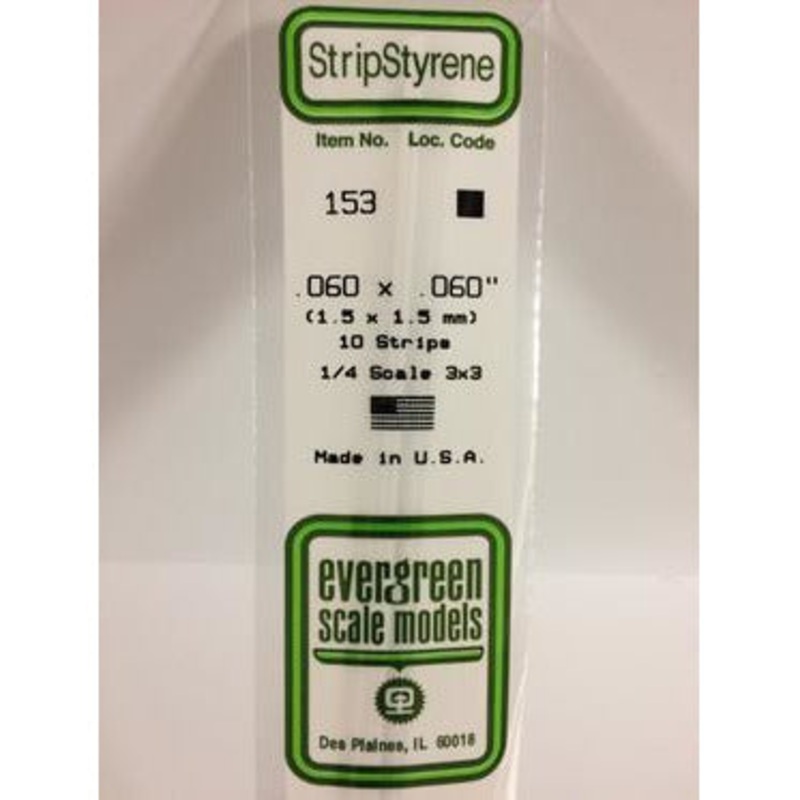 StripStyrene
Item No. Loc. Code
153
.060 x .060"
(1.5 x 1.5 mm)
10 Strips
1/4 Scale 3x3
Made in U.S.A.
evergreen
scale models
Des Plaines, IL 60018